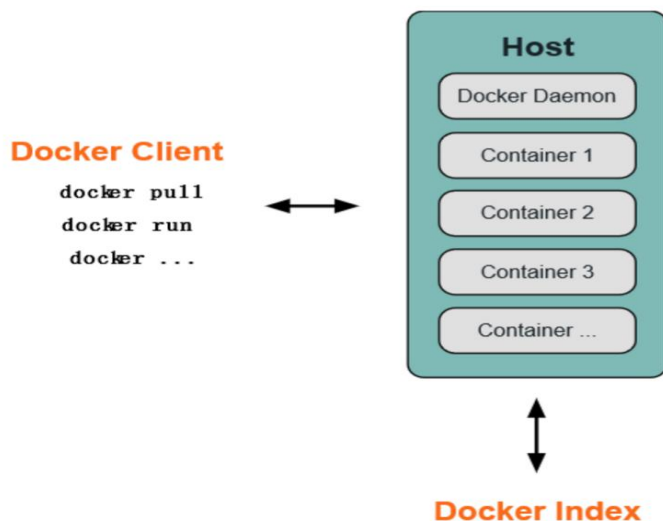 Host
Docker Daemon
Docker Client
Container 1
docker pull
Container 2
docker run
docker ...
Container 3
Container ...
Docker Index